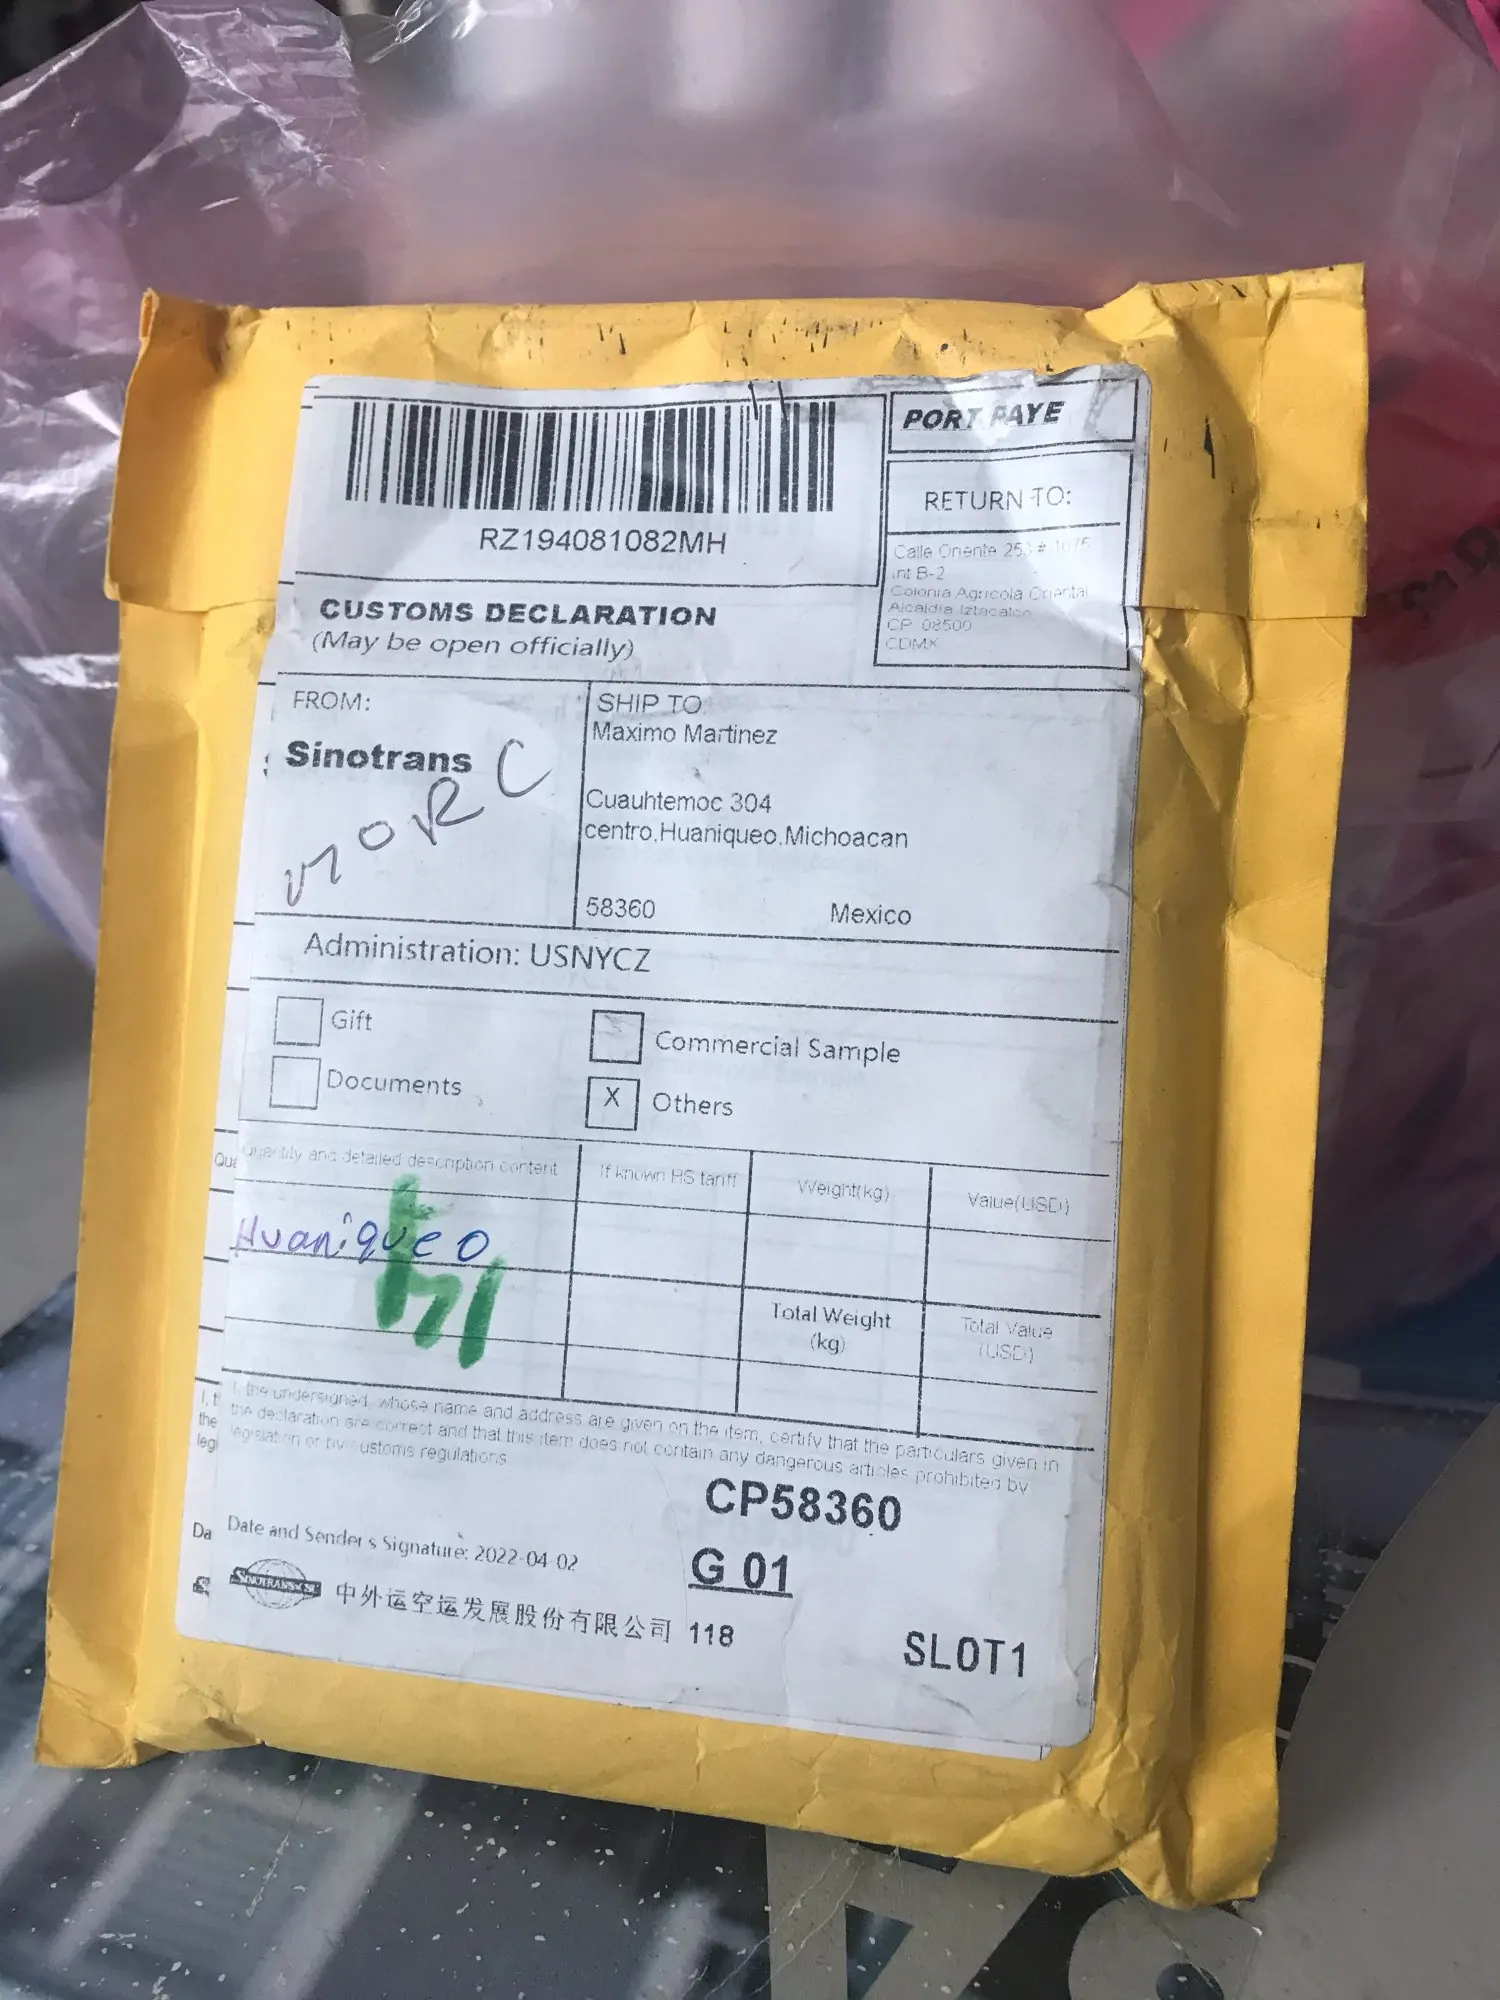 PORT PAYE
RZ194081082MH
RETURN TO:
Calle Oriente 253 # 1075
int B-2
Colonia Agricola Oriental
Alcaldia Iztacalco
CP 08500
CDMX
CUSTOMS DECLARATION
(May be open officially)
FROM:
Sinotrans
SHIP TO:
Maximo Martinez
Cuauhtemoc 304
centro,Huaniqueo,Michoacan
58360 Mexico
Administration: USNYCZ
Gift
Commercial Sample
Documents
X Others
Quantity and detailed description content
If known HS tariff
Weight(kg)
Value(USD)
Huaniqueo
Total Weight
(kg)
Total Value
(USD)
I, the undersigned, whose name and address are given on the item, certify that the particulars given in
the declaration are correct and that this item does not contain any dangerous articles prohibited by
legislation or by customs regulations.
CP58360
Date and Sender's Signature: 2022-04-02
G 01
SINOTRANS
中外运空运发展股份有限公司 118
SLOT1